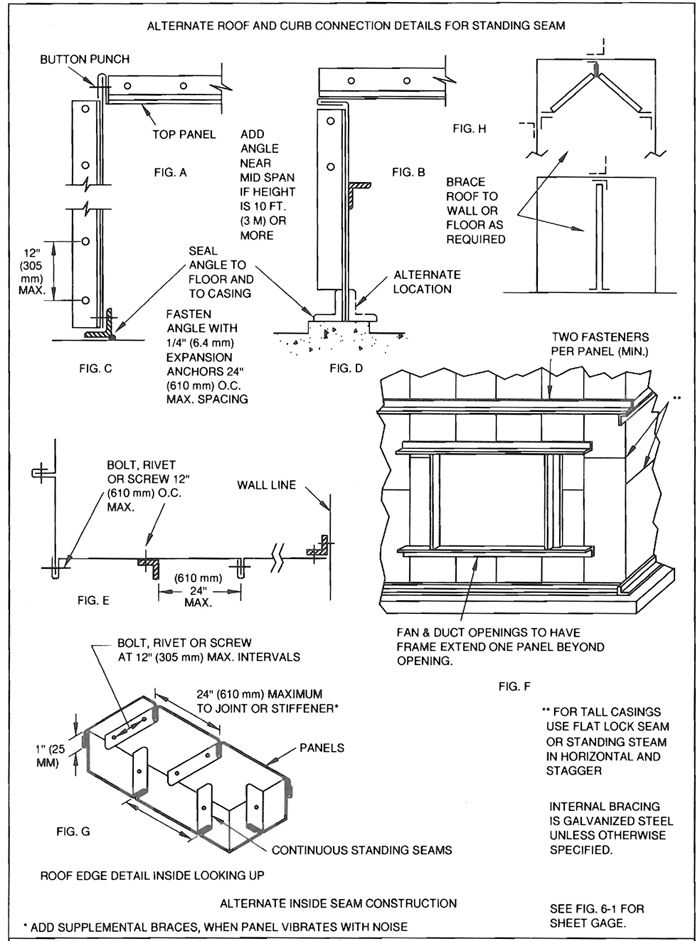 ALTERNATE ROOF AND CURB CONNECTION DETAILS FOR STANDING SEAM
BUTTON PUNCH
TOP PANEL
FIG. A
ADD
ANGLE
NEAR
MID SPAN
IF HEIGHT
IS 10 FT.
(3 M) OR
MORE
FIG. B
FIG. H
BRACE
ROOF TO
WALL OR
FLOOR AS
REQUIRED
12"
(305
mm)
MAX.
SEAL
ANGLE TO
FLOOR AND
TO CASING
ALTERNATE
LOCATION
FIG. C
FASTEN
ANGLE WITH
1/4" (6.4 mm)
EXPANSION
ANCHORS 24"
(610 mm) O.C.
MAX. SPACING
FIG. D
TWO FASTENERS
PER PANEL (MIN.)
**
BOLT, RIVET
OR SCREW 12"
(610 mm) O.C.
MAX.
WALL LINE
(610 mm)
24"
MAX.
FIG. E
FAN & DUCT OPENINGS TO HAVE
FRAME EXTEND ONE PANEL BEYOND
OPENING.
FIG. F
BOLT, RIVET OR SCREW
AT 12" (305 mm) MAX. INTERVALS
24" (610 mm) MAXIMUM
TO JOINT OR STIFFENER*
1" (25
MM)
PANELS
FIG. G
CONTINUOUS STANDING SEAMS
** FOR TALL CASINGS
USE FLAT LOCK SEAM
OR STANDING STEAM
IN HORIZONTAL AND
STAGGER
INTERNAL BRACING
IS GALVANIZED STEEL
UNLESS OTHERWISE
SPECIFIED.
ROOF EDGE DETAIL INSIDE LOOKING UP
ALTERNATE INSIDE SEAM CONSTRUCTION
* ADD SUPPLEMENTAL BRACES, WHEN PANEL VIBRATES WITH NOISE
SEE FIG. 6-1 FOR
SHEET GAGE.